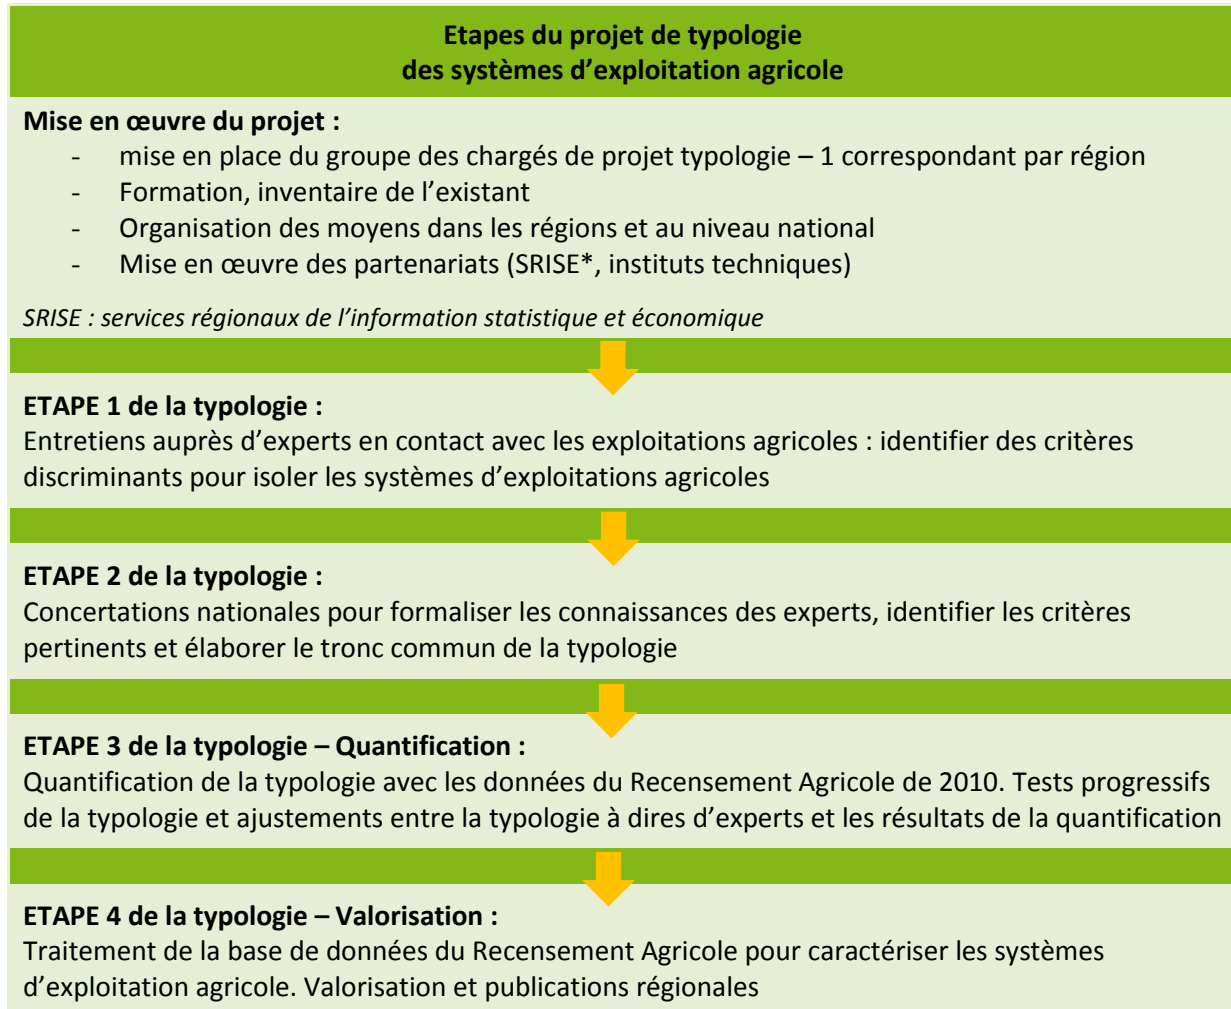 Etapes du projet de typologie
des systèmes d’exploitation agricole
Mise en œuvre du projet :
- mise en place du groupe des chargés de projet typologie – 1 correspondant par région
- Formation, inventaire de l’existant
- Organisation des moyens dans les régions et au niveau national
- Mise en œuvre des partenariats (SRISE*, instituts techniques)
SRISE : services régionaux de l’information statistique et économique
ETAPE 1 de la typologie :
Entretiens auprès d’experts en contact avec les exploitations agricoles : identifier des critères
discriminants pour isoler les systèmes d’exploitations agricoles
ETAPE 2 de la typologie :
Concertations nationales pour formaliser les connaissances des experts, identifier les critères
pertinents et élaborer le tronc commun de la typologie
ETAPE 3 de la typologie – Quantification :
Quantification de la typologie avec les données du Recensement Agricole de 2010. Tests progressifs
de la typologie et ajustements entre la typologie à dires d’experts et les résultats de la quantification
ETAPE 4 de la typologie – Valorisation :
Traitement de la base de données du Recensement Agricole pour caractériser les systèmes
d’exploitation agricole. Valorisation et publications régionales